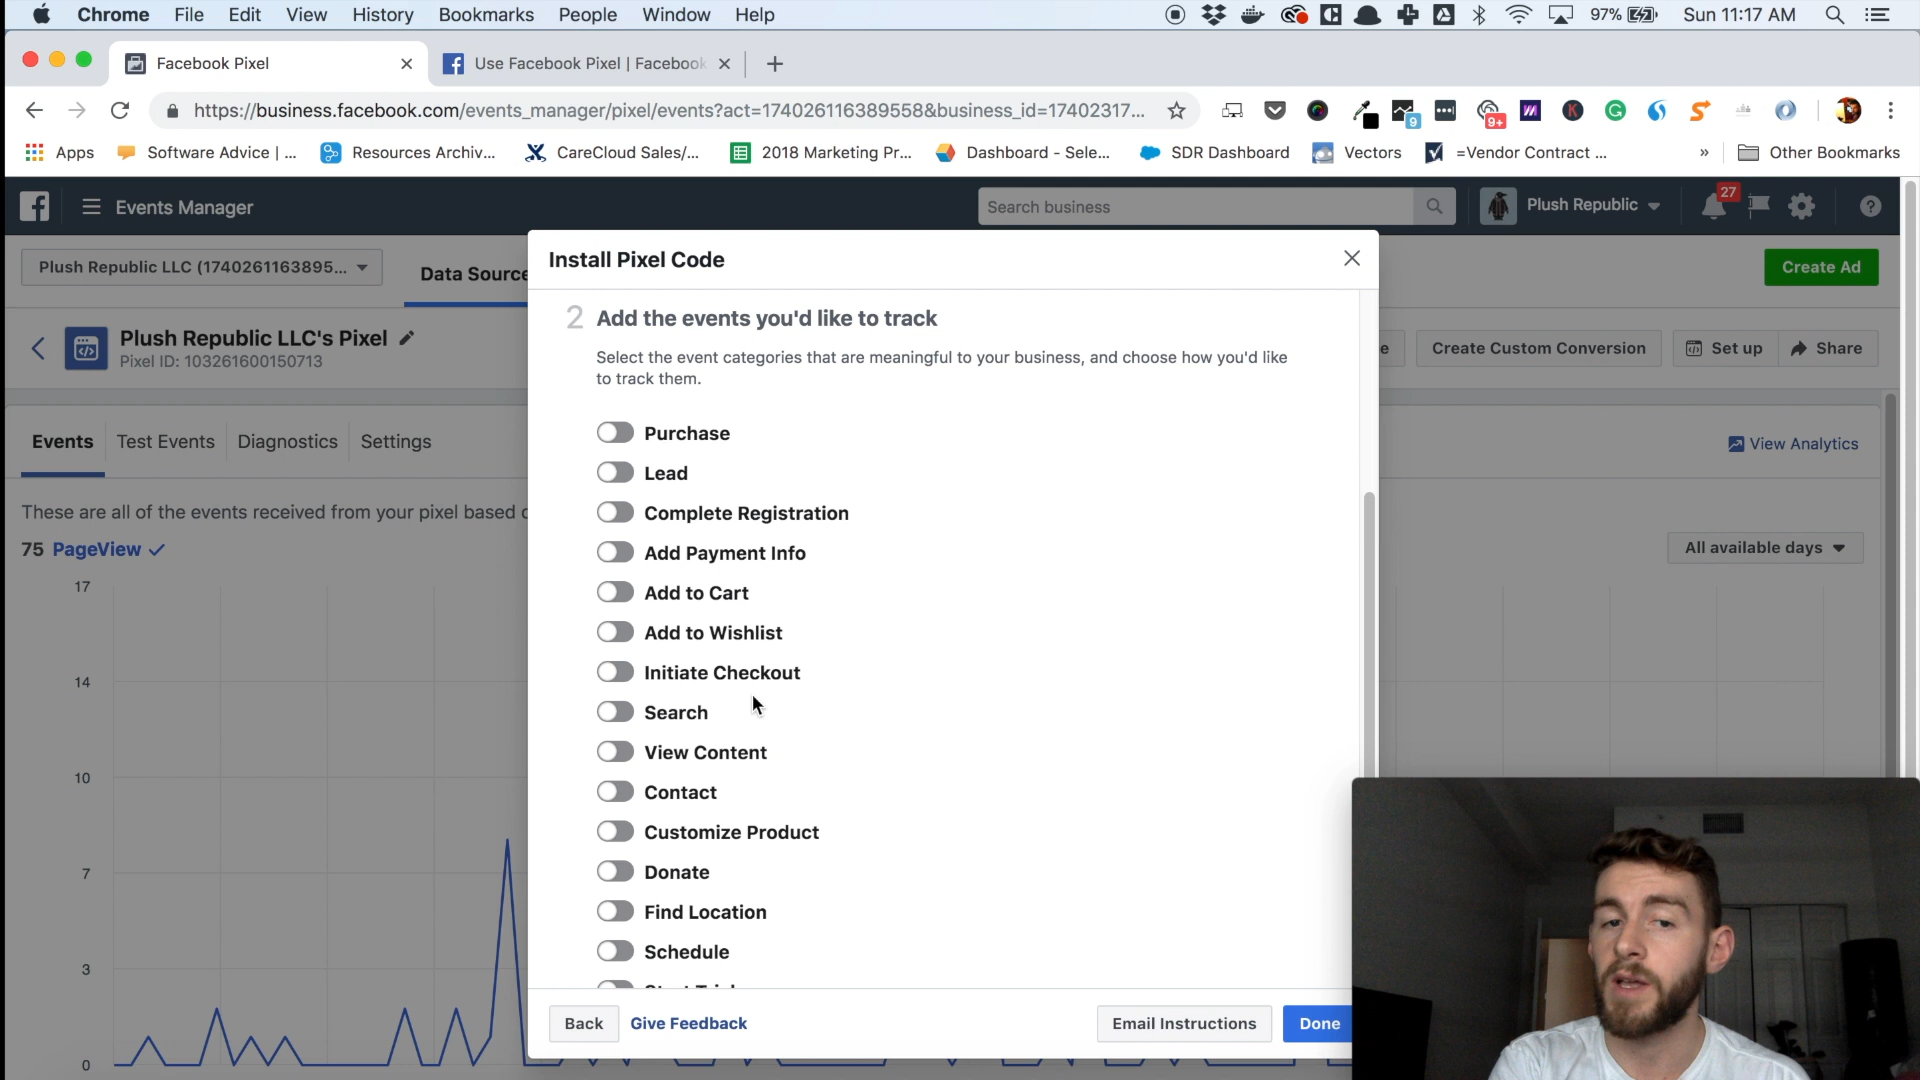 Chrome File Edit View History Bookmarks People Window Help 97% Sun 11:17 AM
Facebook Pixel Use Facebook Pixel | Facebook
https://business.facebook.com/events_manager/pixel/events?act=174026116389558&business_id=17402317... 9 9+
Apps Software Advice | ... Resources Archiv... CareCloud Sales/... 2018 Marketing Pr... Dashboard - Sele... SDR Dashboard Vectors =Vendor Contract ... » Other Bookmarks
Events Manager Search business Plush Republic 27
Plush Republic LLC (1740261163895... Data Source Create Ad
Install Pixel Code
Plush Republic LLC's Pixel
Pixel ID: 103261600150713
e Create Custom Conversion Set up Share
Events Test Events Diagnostics Settings View Analytics
These are all of the events received from your pixel based
75 PageView All available days
17
14
10
7
3
0
2 Add the events you'd like to track
Select the event categories that are meaningful to your business, and choose how you'd like
to track them.
Purchase
Lead
Complete Registration
Add Payment Info
Add to Cart
Add to Wishlist
Initiate Checkout
Search
View Content
Contact
Customize Product
Donate
Find Location
Schedule
Back Give Feedback Email Instructions Done